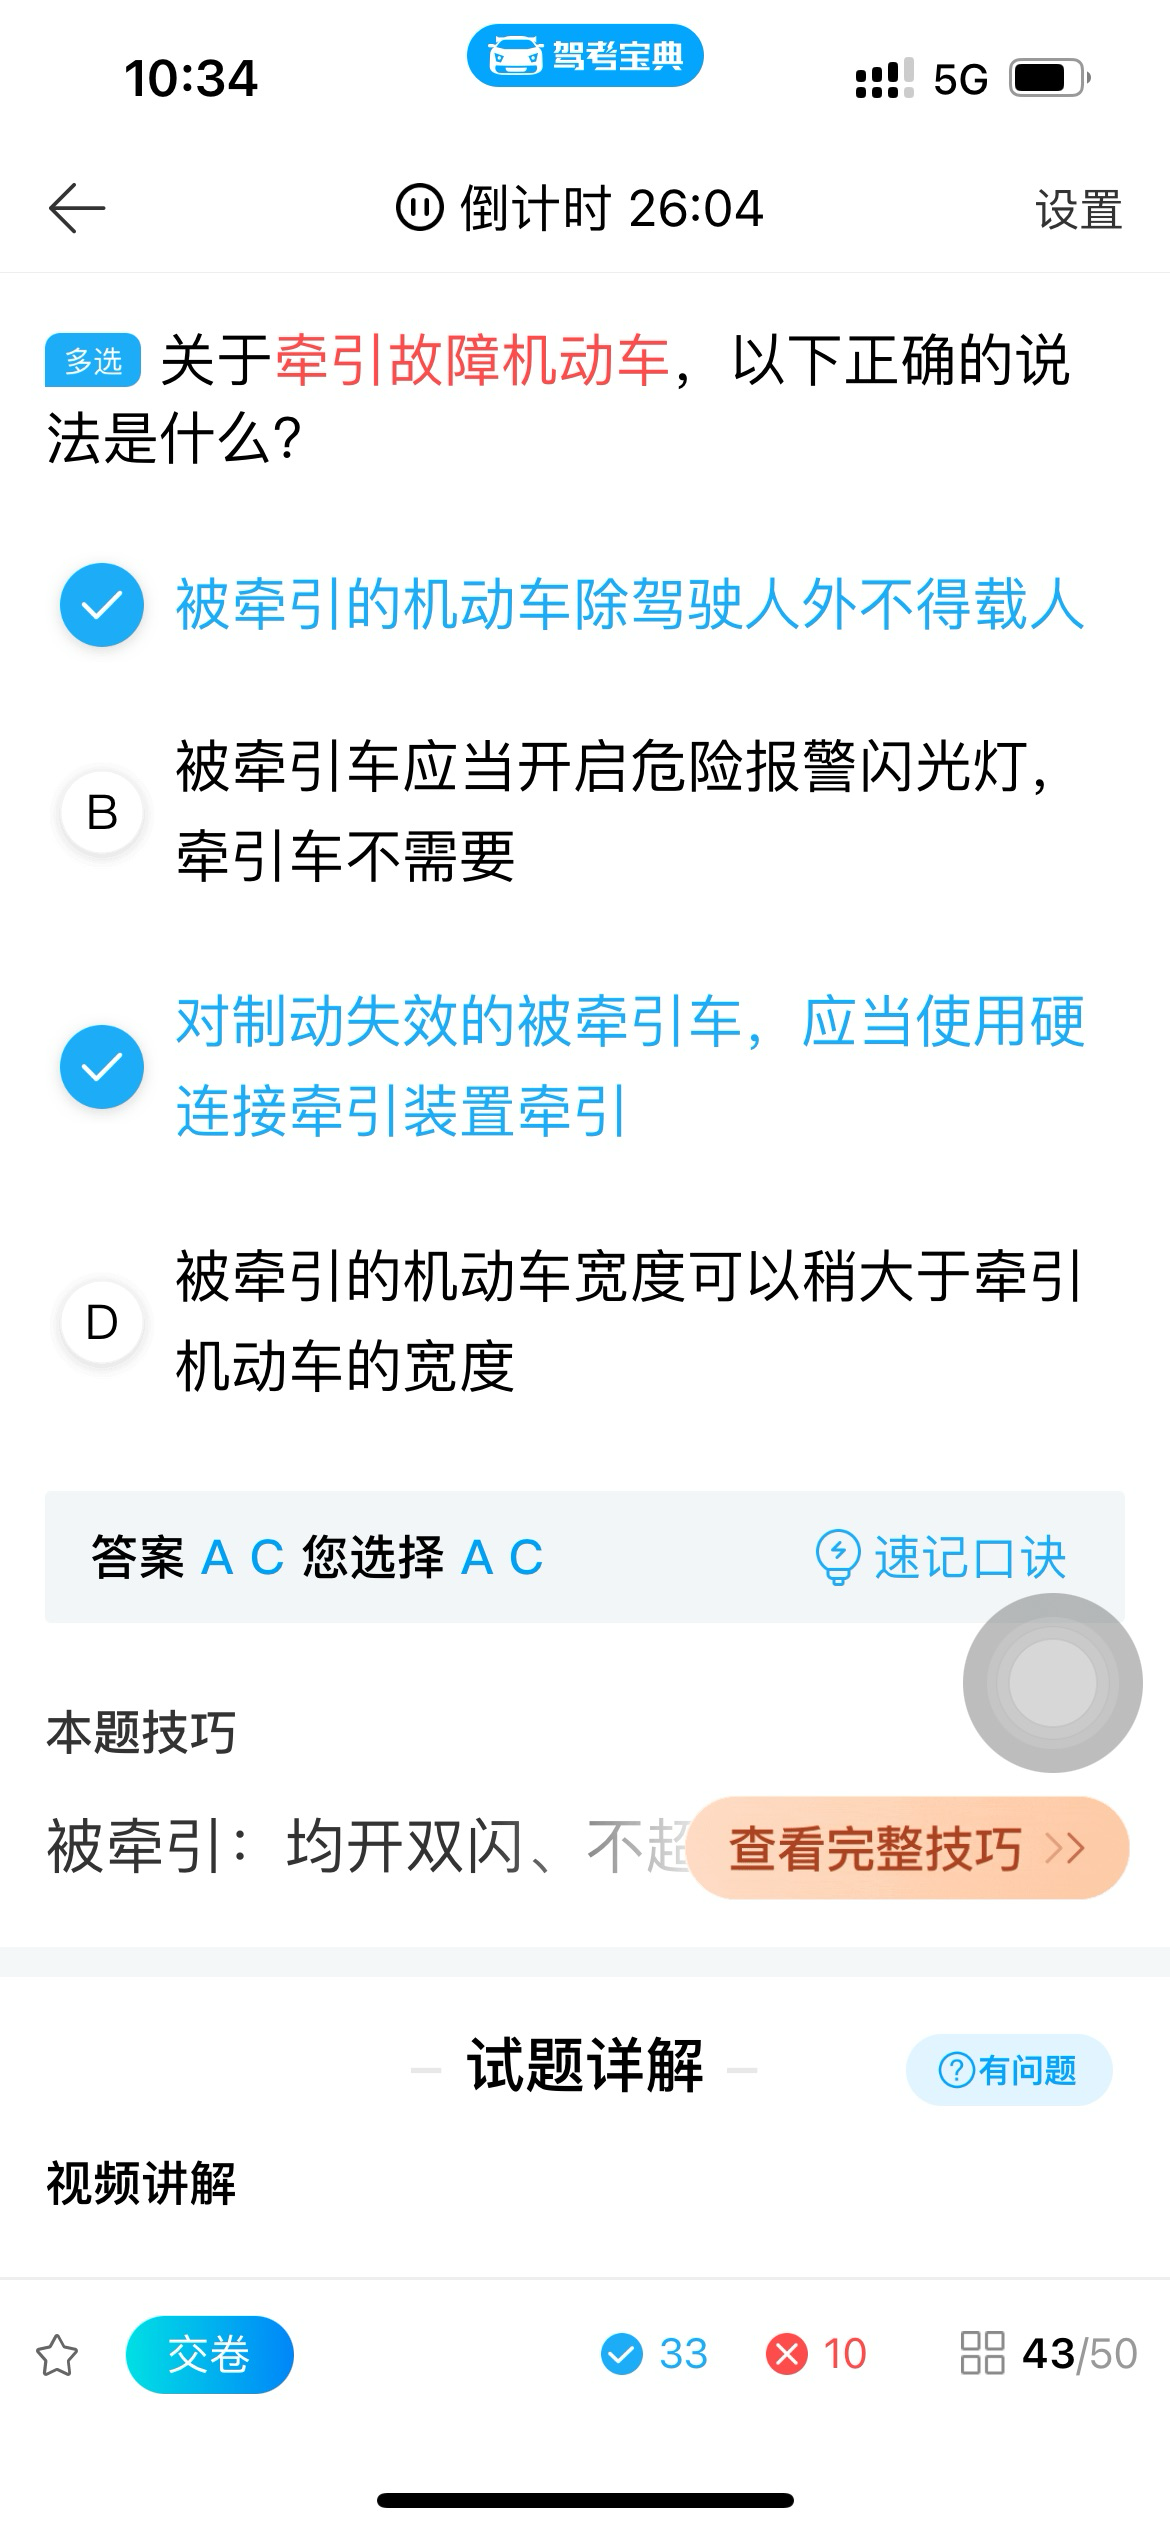 10:34
驾考宝典
5G
倒计时 26:04
设置
多选 关于牵引故障机动车，以下正确的说
法是什么?
被牵引的机动车除驾驶人外不得载人
B
被牵引车应当开启危险报警闪光灯，
牵引车不需要
对制动失效的被牵引车，应当使用硬
连接牵引装置牵引
D
被牵引的机动车宽度可以稍大于牵引
机动车的宽度
答案 A C 您选择 A C
速记口诀
本题技巧
被牵引：均开双闪、不超
查看完整技巧
试题详解
有问题
视频讲解
交卷
33
10
43/50